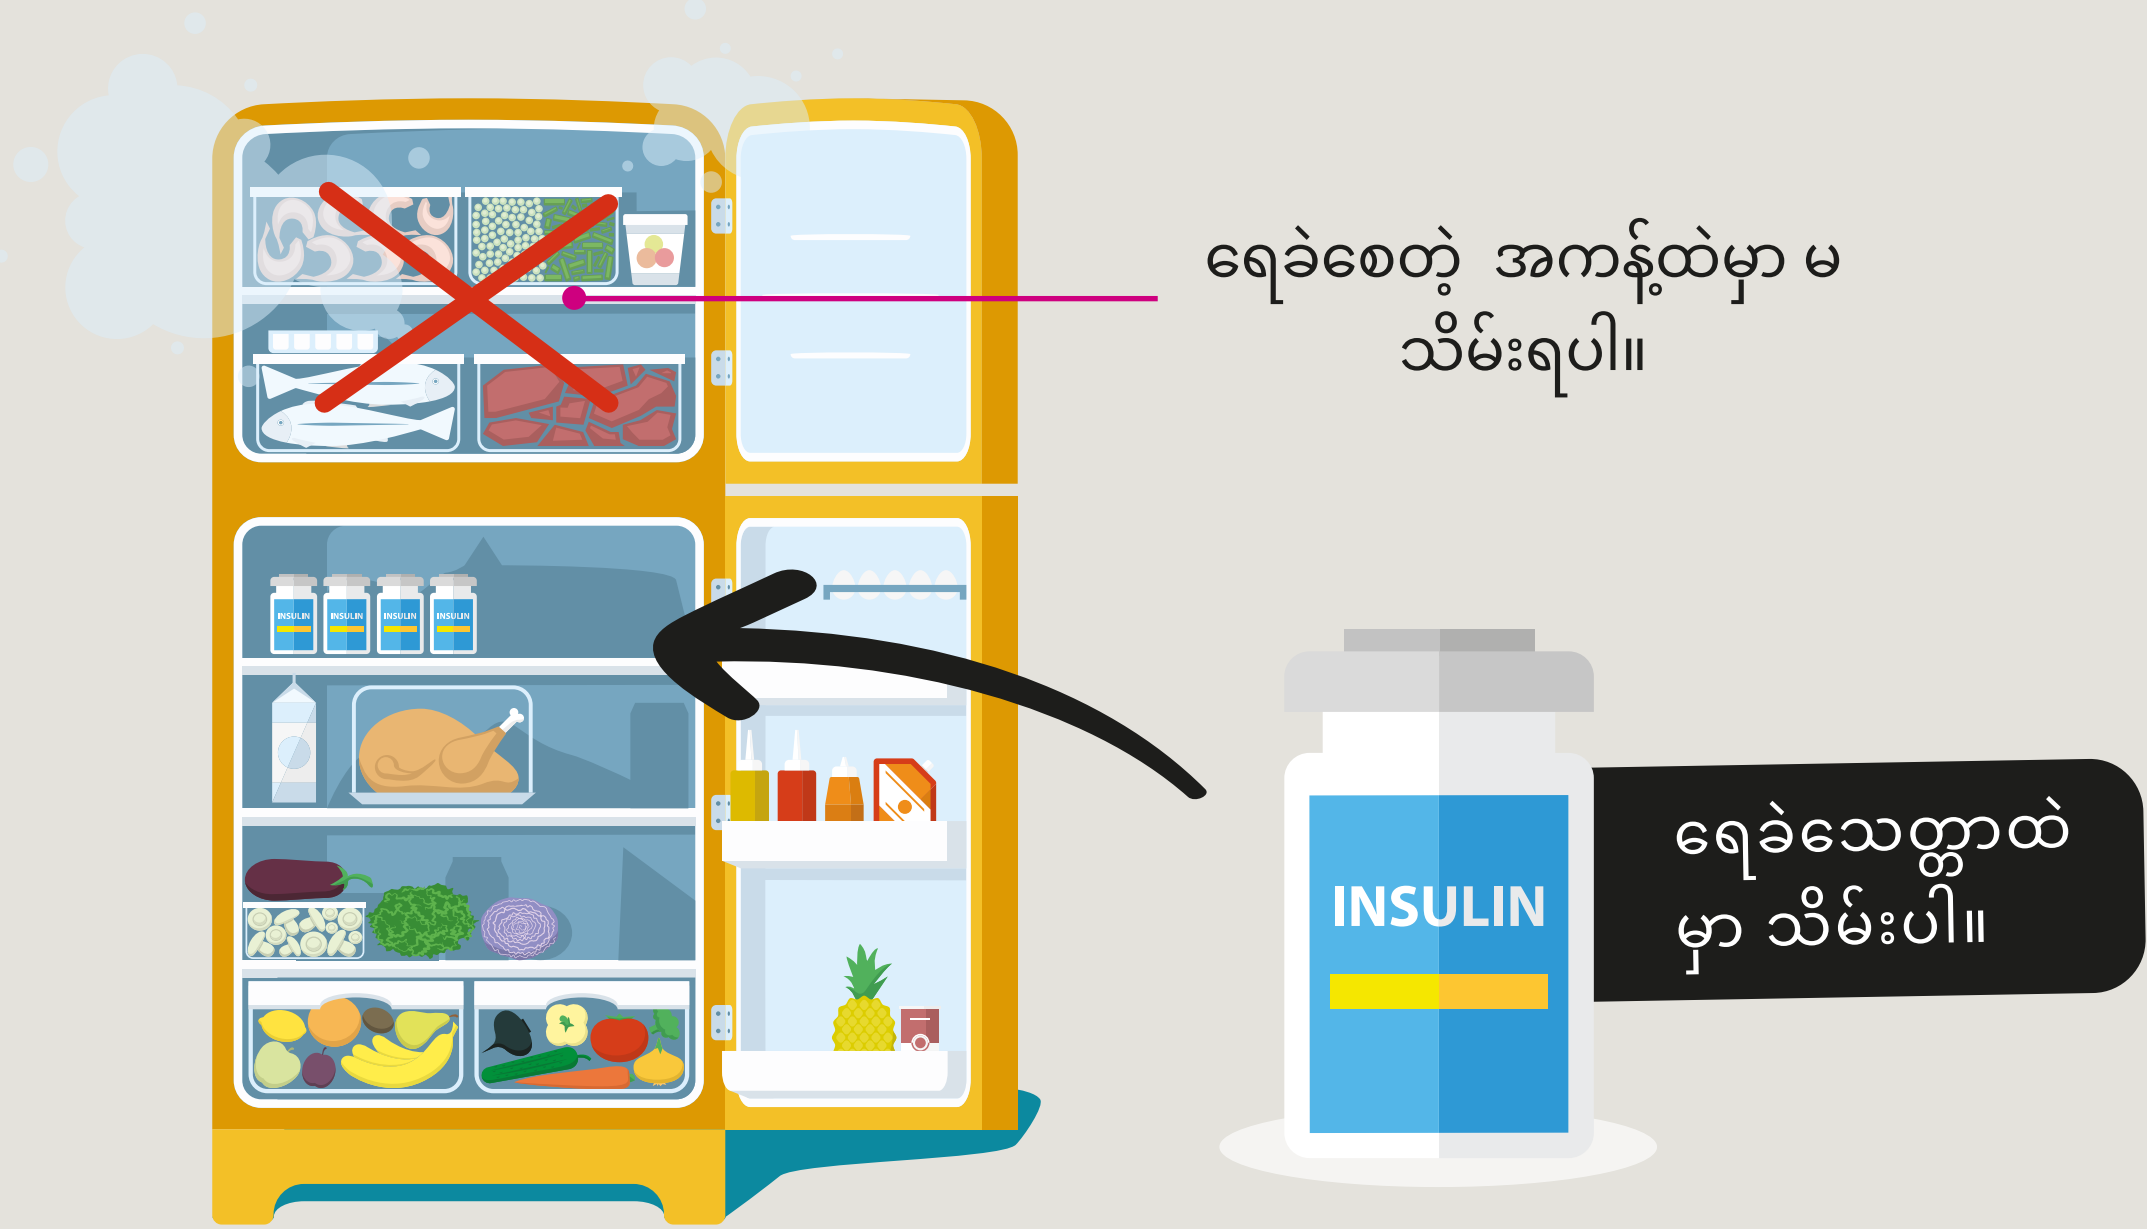 ရေခဲစေတဲ့ အကန့်ထဲမှာ မ
သိမ်းရပါ။
INSULIN INSULIN INSULIN INSULIN
ရေခဲသေတ္တာထဲ
မှာ သိမ်းပါ။
INSULIN